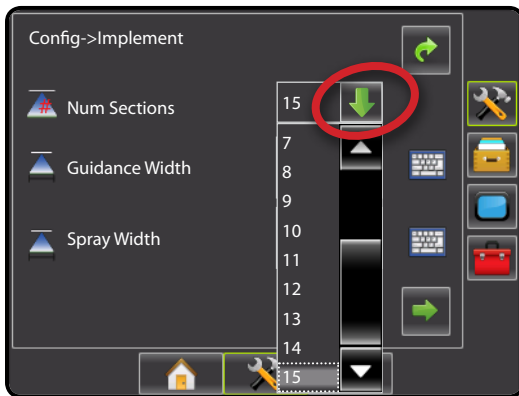 Config->Implement
Num Sections
15
7
Guidance Width
8
9
10
Spray Width
11
12
13
14
15